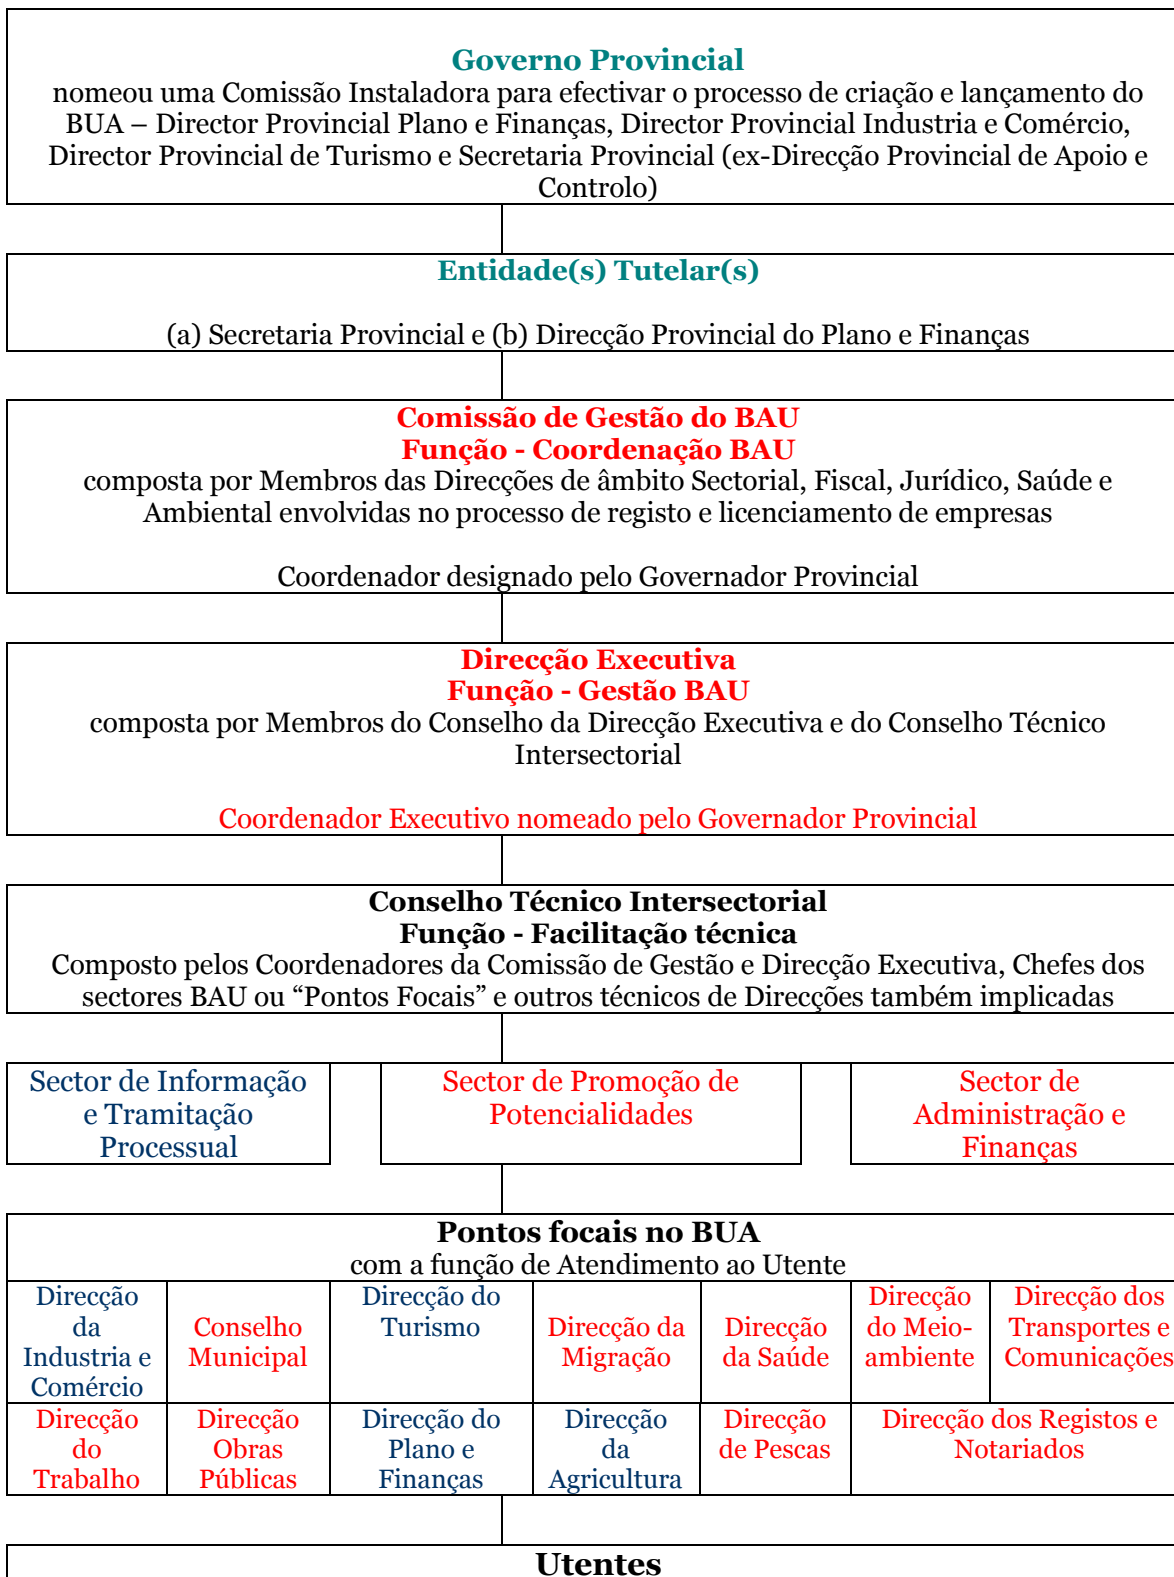 Governo Provincial
nomeou uma Comissão Instaladora para efectivar o processo de criação e lançamento do
BUA – Director Provincial Plano e Finanças, Director Provincial Industria e Comércio,
Director Provincial de Turismo e Secretaria Provincial (ex-Direcção Provincial de Apoio e
Controlo)
Entidade(s) Tutelar(s)
(a) Secretaria Provincial e (b) Direcção Provincial do Plano e Finanças
Comissão de Gestão do BAU
Função - Coordenação BAU
composta por Membros das Direcções de âmbito Sectorial, Fiscal, Jurídico, Saúde e
Ambiental envolvidas no processo de registo e licenciamento de empresas
Coordenador designado pelo Governador Provincial
Direcção Executiva
Função - Gestão BAU
composta por Membros do Conselho da Direcção Executiva e do Conselho Técnico
Intersectorial
Coordenador Executivo nomeado pelo Governador Provincial
Conselho Técnico Intersectorial
Função - Facilitação técnica
Composto pelos Coordenadores da Comissão de Gestão e Direcção Executiva, Chefes dos
sectores BAU ou “Pontos Focais” e outros técnicos de Direcções também implicadas
Sector de Informação
e Tramitação
Processual
Sector de Promoção de
Potencialidades
Sector de
Administração e
Finanças
Pontos focais no BUA
com a função de Atendimento ao Utente
Direcção
da
Industria e
Comércio
Conselho
Municipal
Direcção do
Turismo
Direcção da
Migração
Direcção
da Saúde
Direcção
do Meio-
ambiente
Direcção dos
Transportes e
Comunicações
Direcção
do
Trabalho
Direcção
Obras
Públicas
Direcção do
Plano e
Finanças
Direcção
da
Agricultura
Direcção
de Pescas
Direcção dos Registos e
Notariados
Utentes